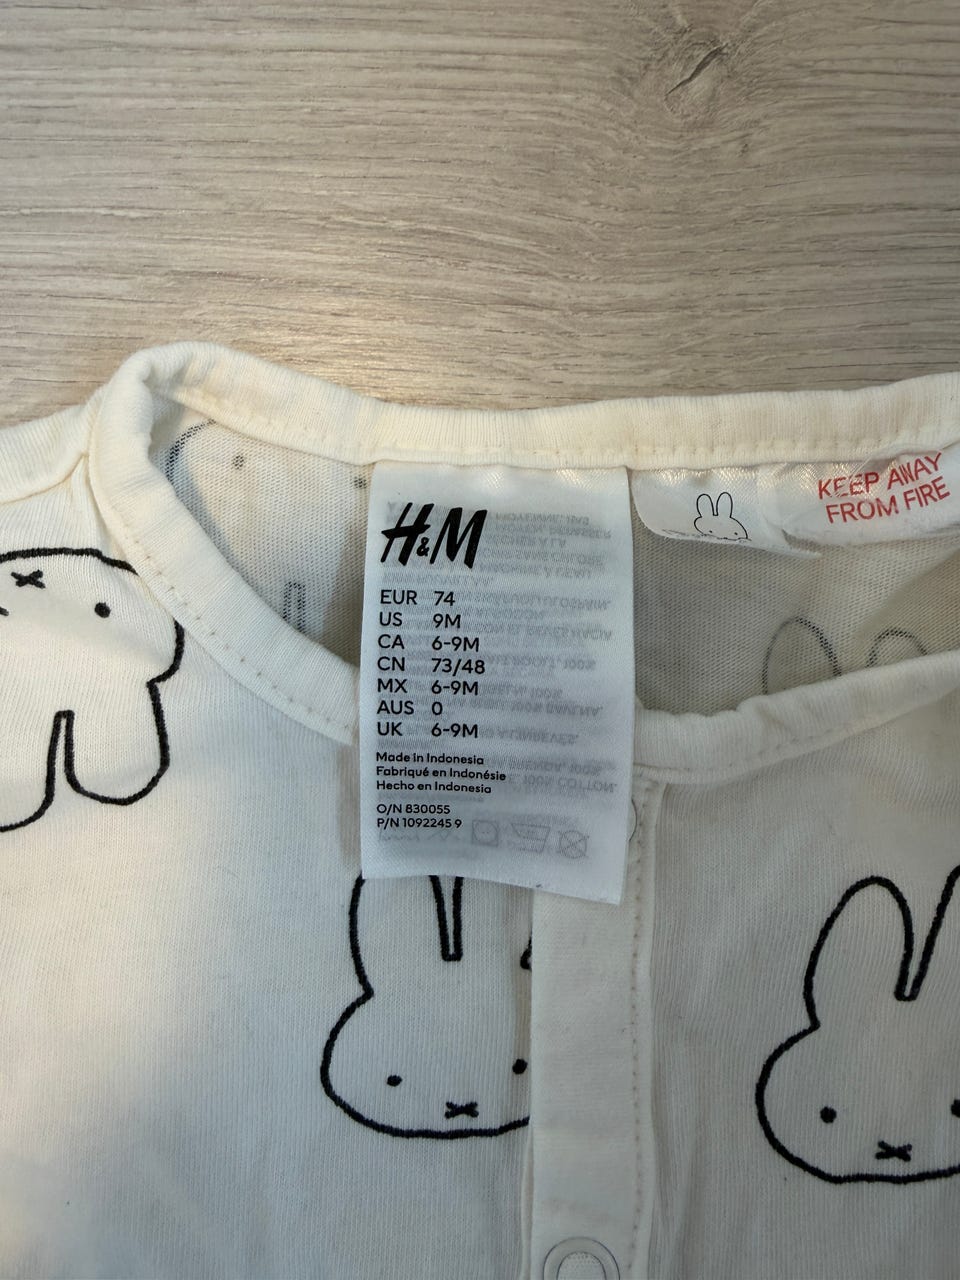 H&M
EUR 74
US 9M
CA 6-9M
CN 73/48
MX 6-9M
AUS 0
UK 6-9M
Made in Indonesia
Fabriqué en Indonésie
Hecho en Indonesia
O/N 830055
P/N 1092245 9
KEEP AWAY
FROM FIRE